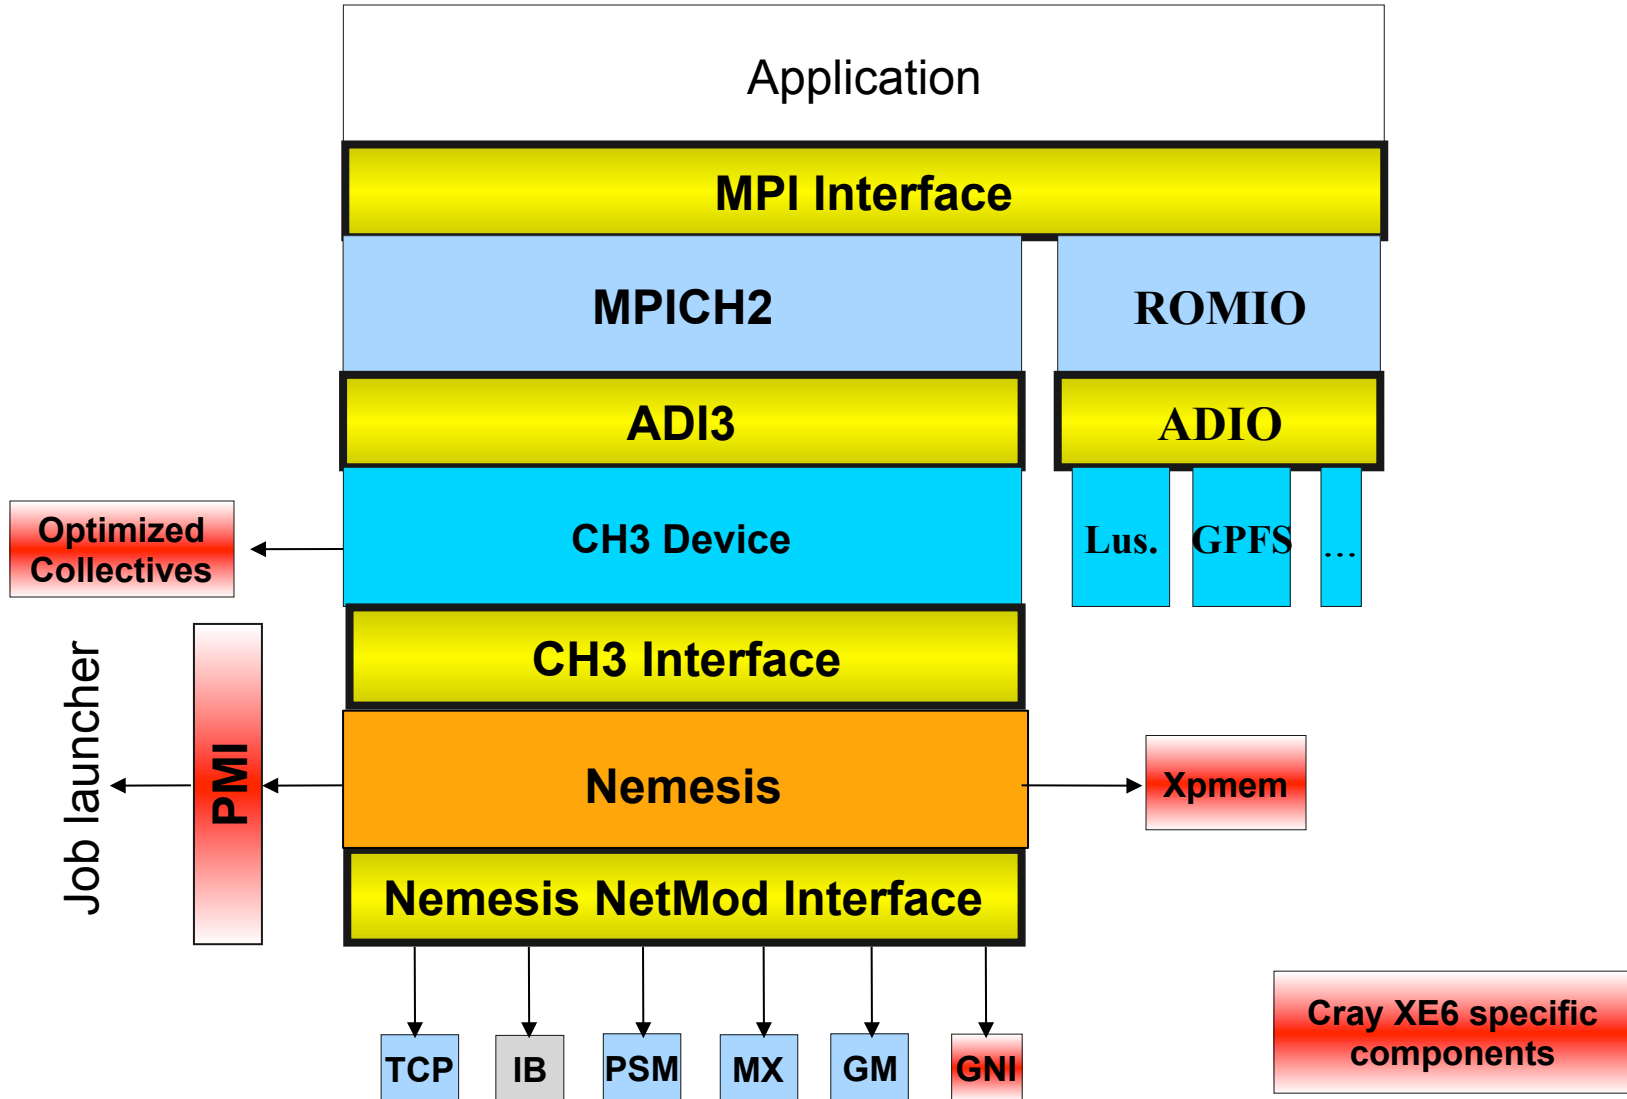 Application
MPI Interface
MPICH2
ROMIO
ADI3
ADIO
Optimized
Collectives
CH3 Device
Lus.
GPFS
...
CH3 Interface
Job launcher
PMI
Nemesis
Xpmem
Nemesis NetMod Interface
TCP
IB
PSM
MX
GM
GNI
Cray XE6 specific
components